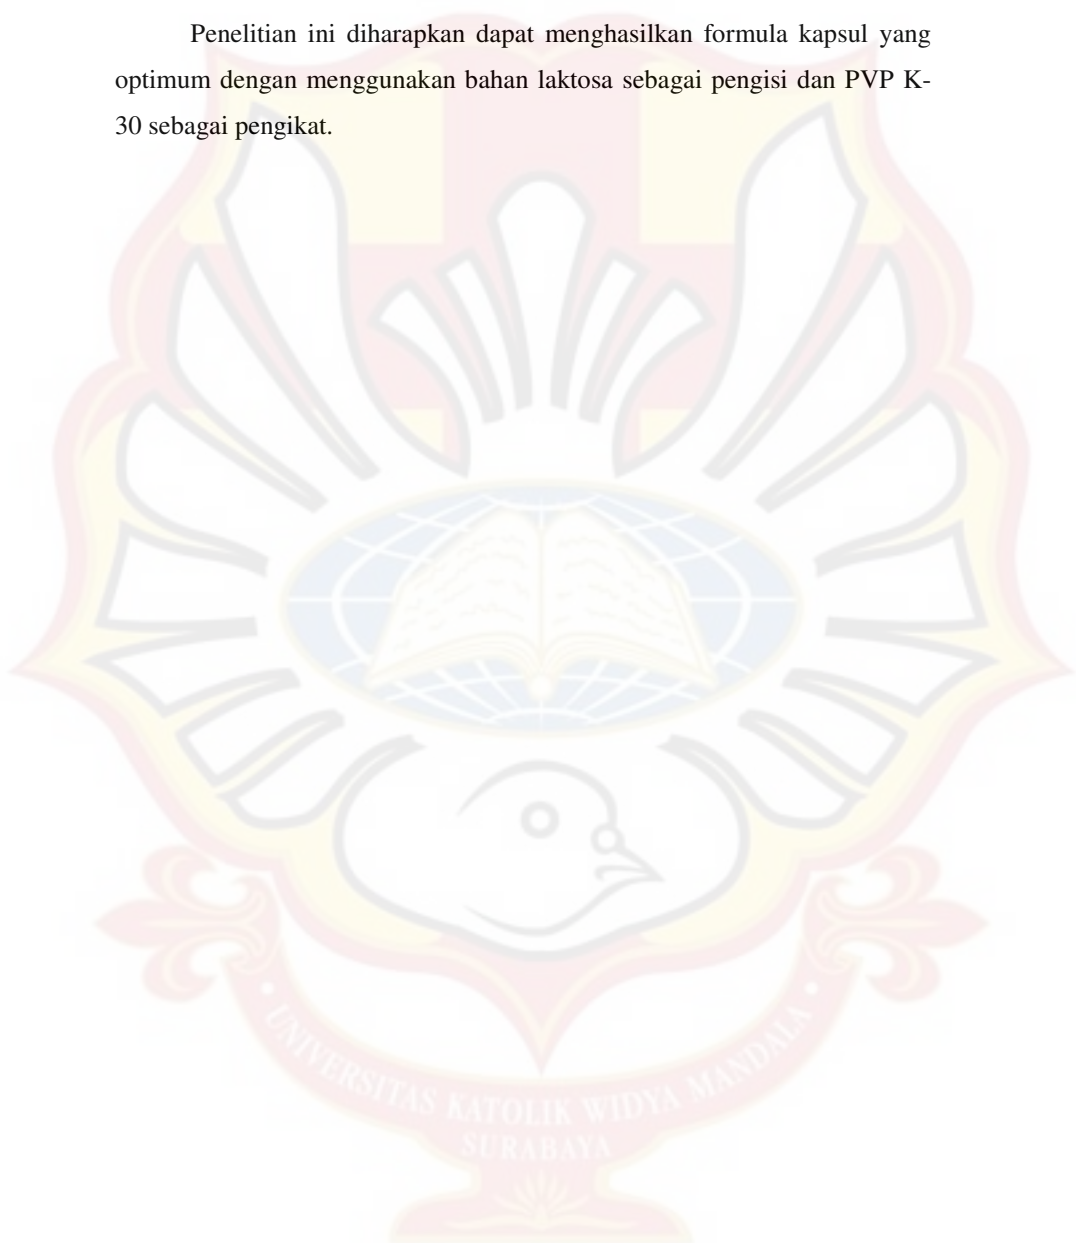 Penelitian ini diharapkan dapat menghasilkan formula kapsul yang
optimum dengan menggunakan bahan laktosa sebagai pengisi dan PVP K-
30 sebagai pengikat.
UNIVERSITAS KATOLIK WIDYA MANDALA
SURABAYA